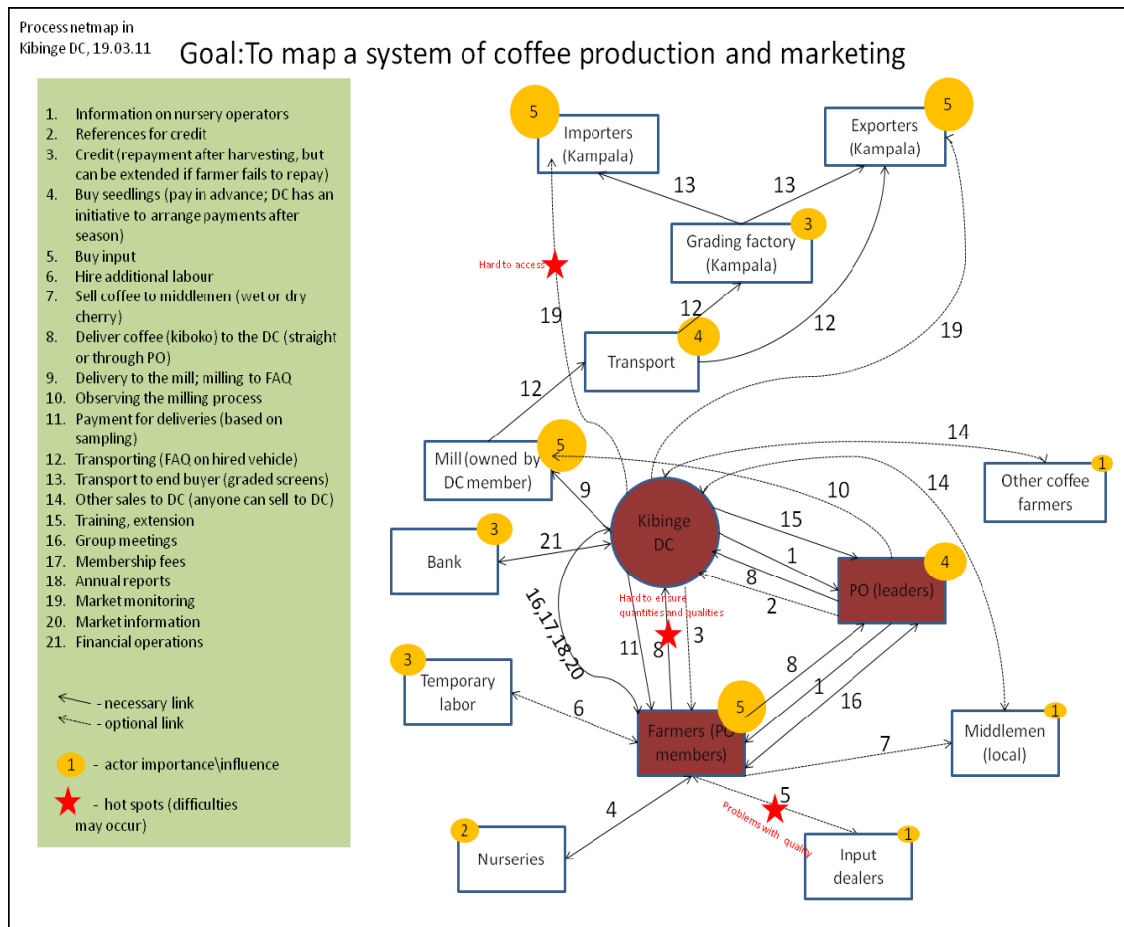 Process netmap in
Kibinge DC, 19.03.11
Goal:To map a system of coffee production and marketing
1. Information on nursery operators
2. References for credit
3. Credit (repayment after harvesting, but
can be extended if farmer fails to repay)
4. Buy seedlings (pay in advance; DC has an
initiative to arrange payments after
season)
5. Buy input
6. Hire additional labour
7. Sell coffee to middlemen (wet or dry
cherry)
8. Deliver coffee (kiboko) to the DC (straight
or through PO)
9. Delivery to the mill; milling to FAQ
10. Observing the milling process
11. Payment for deliveries (based on
sampling)
12. Transporting (FAQ on hired vehicle)
13. Transport to end buyer (graded screens)
14. Other sales to DC (anyone can sell to DC)
15. Training, extension
16. Group meetings
17. Membership fees
18. Annual reports
19. Market monitoring
20. Market information
21. Financial operations
- necessary link
- optional link
1 - actor importance\influence
- hot spots (difficulties
may occur)
5
Importers
(Kampala)
5
Exporters
(Kampala)
13
13
3
Grading factory
(Kampala)
Hard to access
19
12
12
19
4
Transport
12
5
Mill (owned by
DC member)
14
1
Other coffee
farmers
9
10
14
Kibinge
DC
15
3
Bank
21
1
8
2
4
PO (leaders)
Hard to ensure
quantities and qualities
16,17,18,20
11
8
3
8
1
16
3
Temporary
labor
6
5
Farmers (PO
members)
7
1
Middlemen
(local)
4
5
Problems with quality
2
Nurseries
1
Input
dealers